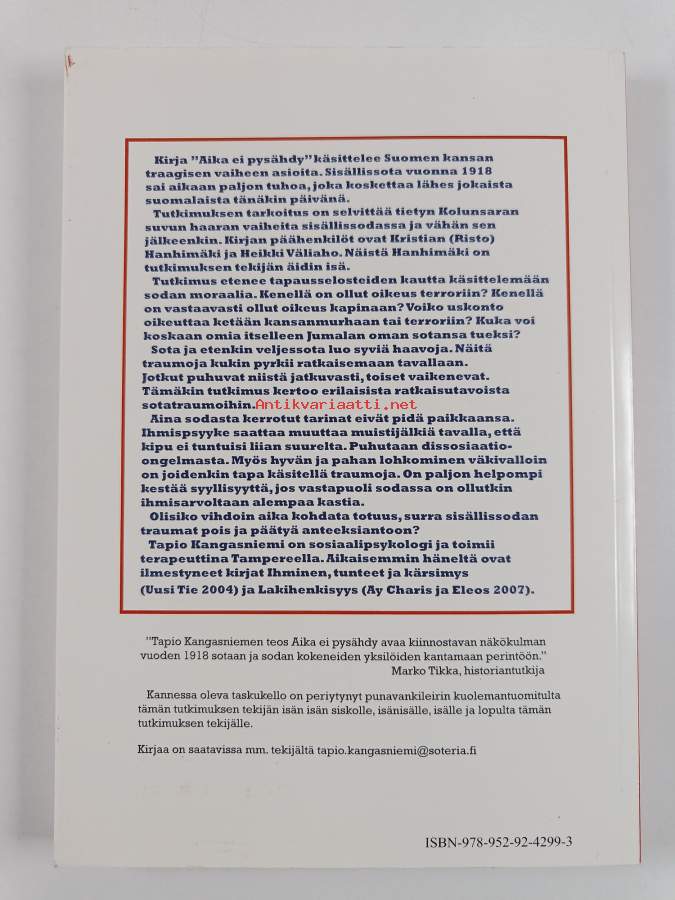 Kirja ”Aika ei pysähdy” käsittelee Suomen kansan
traagisen vaiheen asioita. Sisällissota vuonna 1918
sai aikaan paljon tuhoa, joka koskettaa lähes jokaista
suomalaista tänäkin päivänä.
Tutkimuksen tarkoitus on selvittää tietyn Kolunsaran
suvun haaran vaiheita sisällissodassa ja vähän sen
jälkeenkin. Kirjan päähenkilöt ovat Kristian (Risto)
Hanhimäki ja Heikki Väliaho. Näistä Hanhimäki on
tutkimuksen tekijän äidin isä.
Tutkimus etenee tapausselosteiden kautta käsittelemään
sodan moraalia. Kenellä on ollut oikeus terroriin? Kenellä
on vastaavasti ollut oikeus kapinaan? Voiko uskonto
oikeuttaa ketään kansanmurhaan tai terroriin? Kuka voi
koskaan omia itselleen Jumalan oman sotansa tueksi?
Sota ja etenkin veljessota luo syviä haavoja. Näitä
traumoja kukin pyrkii ratkaisemaan tavallaan.
Jotkut puhuvat niistä jatkuvasti, toiset vaikenevat.
Tämäkin tutkimus kertoo erilaisista ratkaisutavoista
sotatraumoihin.
Antikvariaatti.net
Aina sodasta kerrotut tarinat eivät pidä paikkaansa.
Ihmispsyyke saattaa muuttaa muistijälkiä tavalla, että
kipu ei tuntuisi liian suurelta. Puhutaan dissosiaatio-
ongelmasta. Myös hyvän ja pahan lohkominen väkivalloin
on joidenkin tapa käsitellä traumoja. On paljon helpompi
kestää syyllisyyttä, jos vastapuoli sodassa on ollutkin
ihmisarvoltaan alempaa kastia.
Olisiko vihdoin aika kohdata totuus, surra sisällissodan
traumat pois ja päätyä anteeksiantoon?
Tapio Kangasniemi on sosiaalipsykologi ja toimii
terapeuttina Tampereella. Aikaisemmin häneltä ovat
ilmestyneet kirjat Ihminen, tunteet ja kärsimys
(Uusi Tie 2004) ja Lakihenkisyys (Ay Charis ja Eleos 2007).
”Tapio Kangasniemen teos Aika ei pysähdy avaa kiinnostavan näkökulman
vuoden 1918 sotaan ja sodan kokeneiden yksilöiden kantamaan perintöön.”
Marko Tikka, historiantutkija
Kannessa oleva taskukello on periytynyt punavankileirin kuolemantuomitulta
tämän tutkimuksen tekijän isän isän siskolle, isänisälle, isälle ja lopulta tämän
tutkimuksen tekijälle.
Kirjaa on saatavissa mm. tekijältä tapio.kangasniemi@soteria.fi
ISBN-978-952-92-4299-3